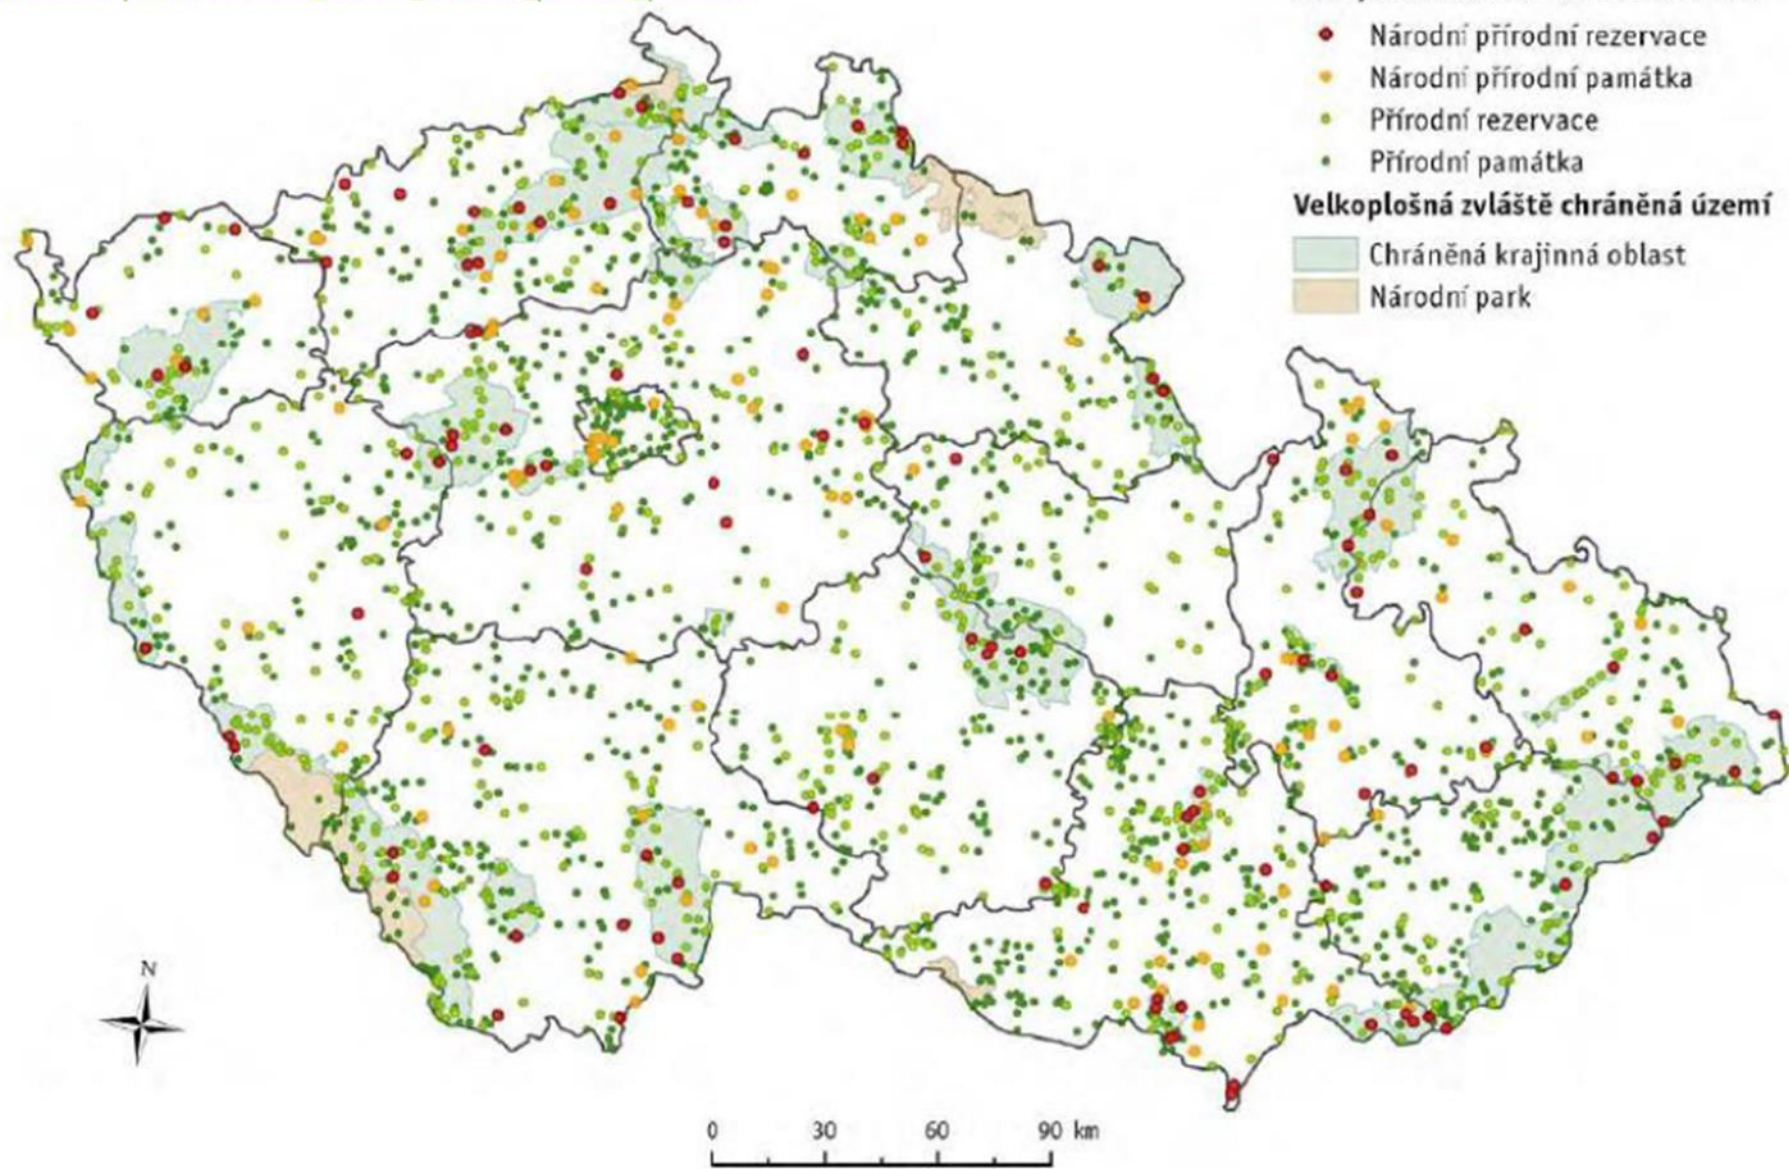 Národní přírodní rezervace
Národní přírodní památka
Přírodní rezervace
Přírodní památka
Velkoplošná zvláště chráněná území
Chráněná krajinná oblast
Národní park
N
0 30 60 90 km